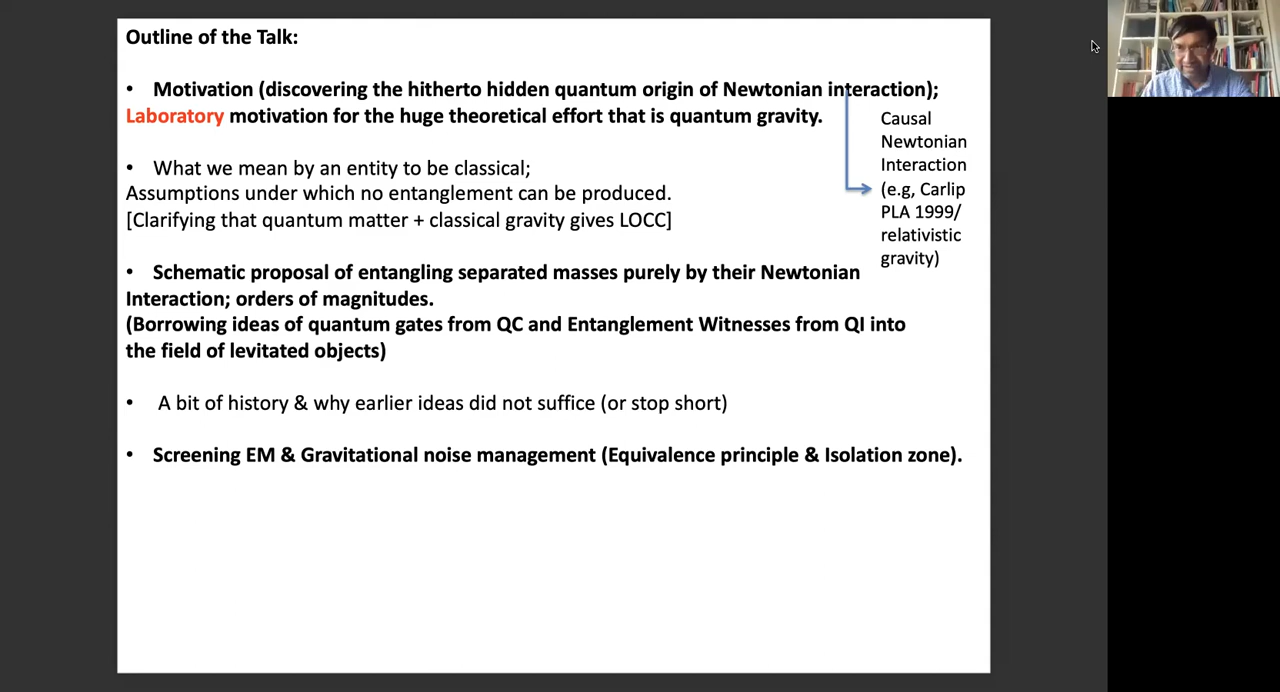 Outline of the Talk:
• Motivation (discovering the hitherto hidden quantum origin of Newtonian interaction);
Laboratory motivation for the huge theoretical effort that is quantum gravity.
Causal
Newtonian
Interaction
(e.g, Carlip
PLA 1999/
relativistic
gravity)
• What we mean by an entity to be classical;
Assumptions under which no entanglement can be produced.
[Clarifying that quantum matter + classical gravity gives LOCC]
• Schematic proposal of entangling separated masses purely by their Newtonian
Interaction; orders of magnitudes.
(Borrowing ideas of quantum gates from QC and Entanglement Witnesses from QI into
the field of levitated objects)
• A bit of history & why earlier ideas did not suffice (or stop short)
• Screening EM & Gravitational noise management (Equivalence principle & Isolation zone).